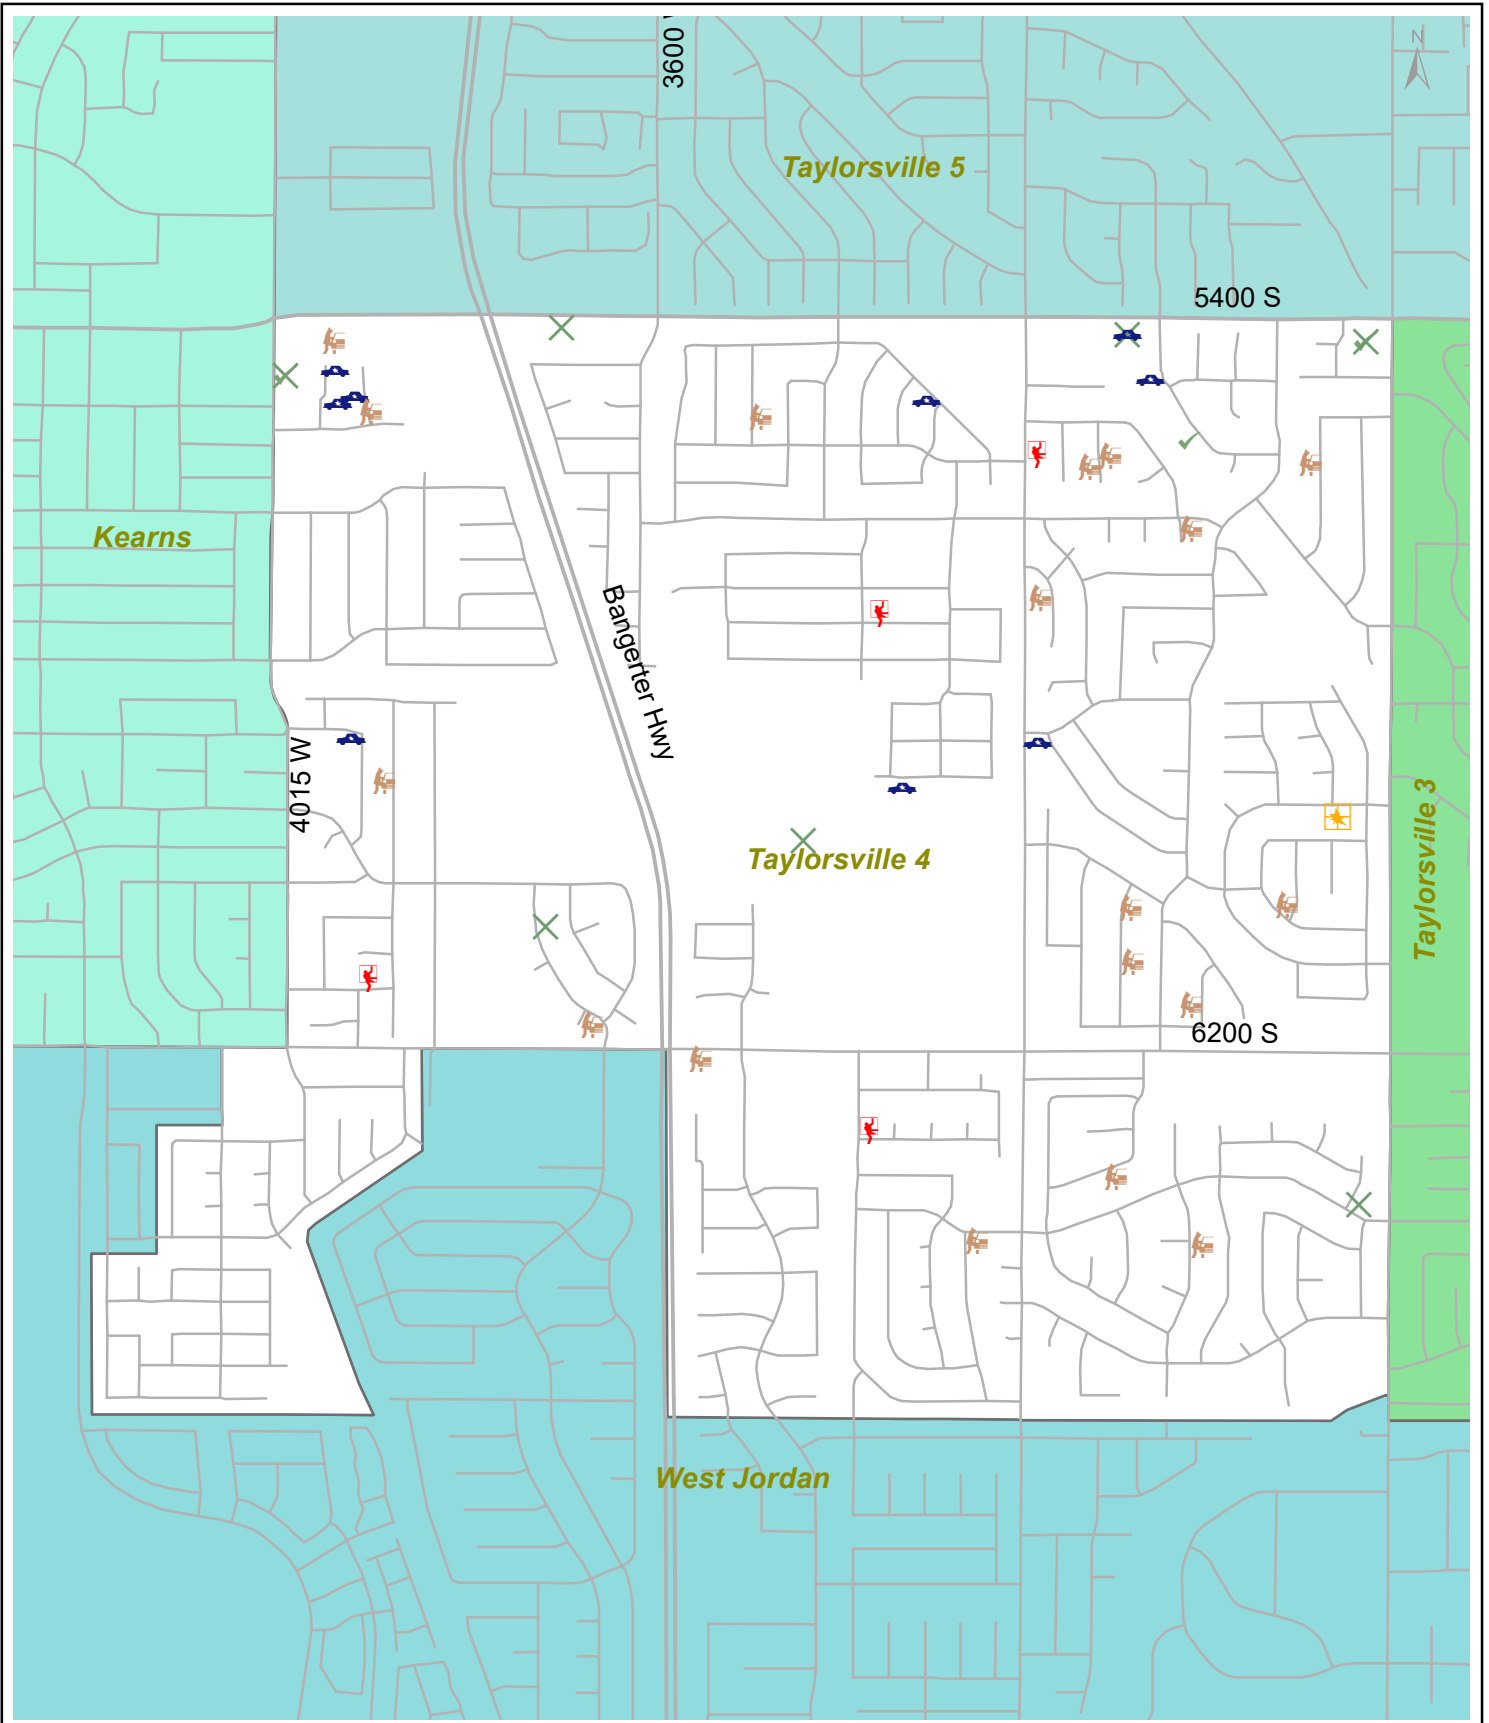 3600
N
Taylorsville 5
5400 S
Kearns
Bangerter Hwy
4015 W
Taylorsville 3
Taylorsville 4
6200 S
West Jordan